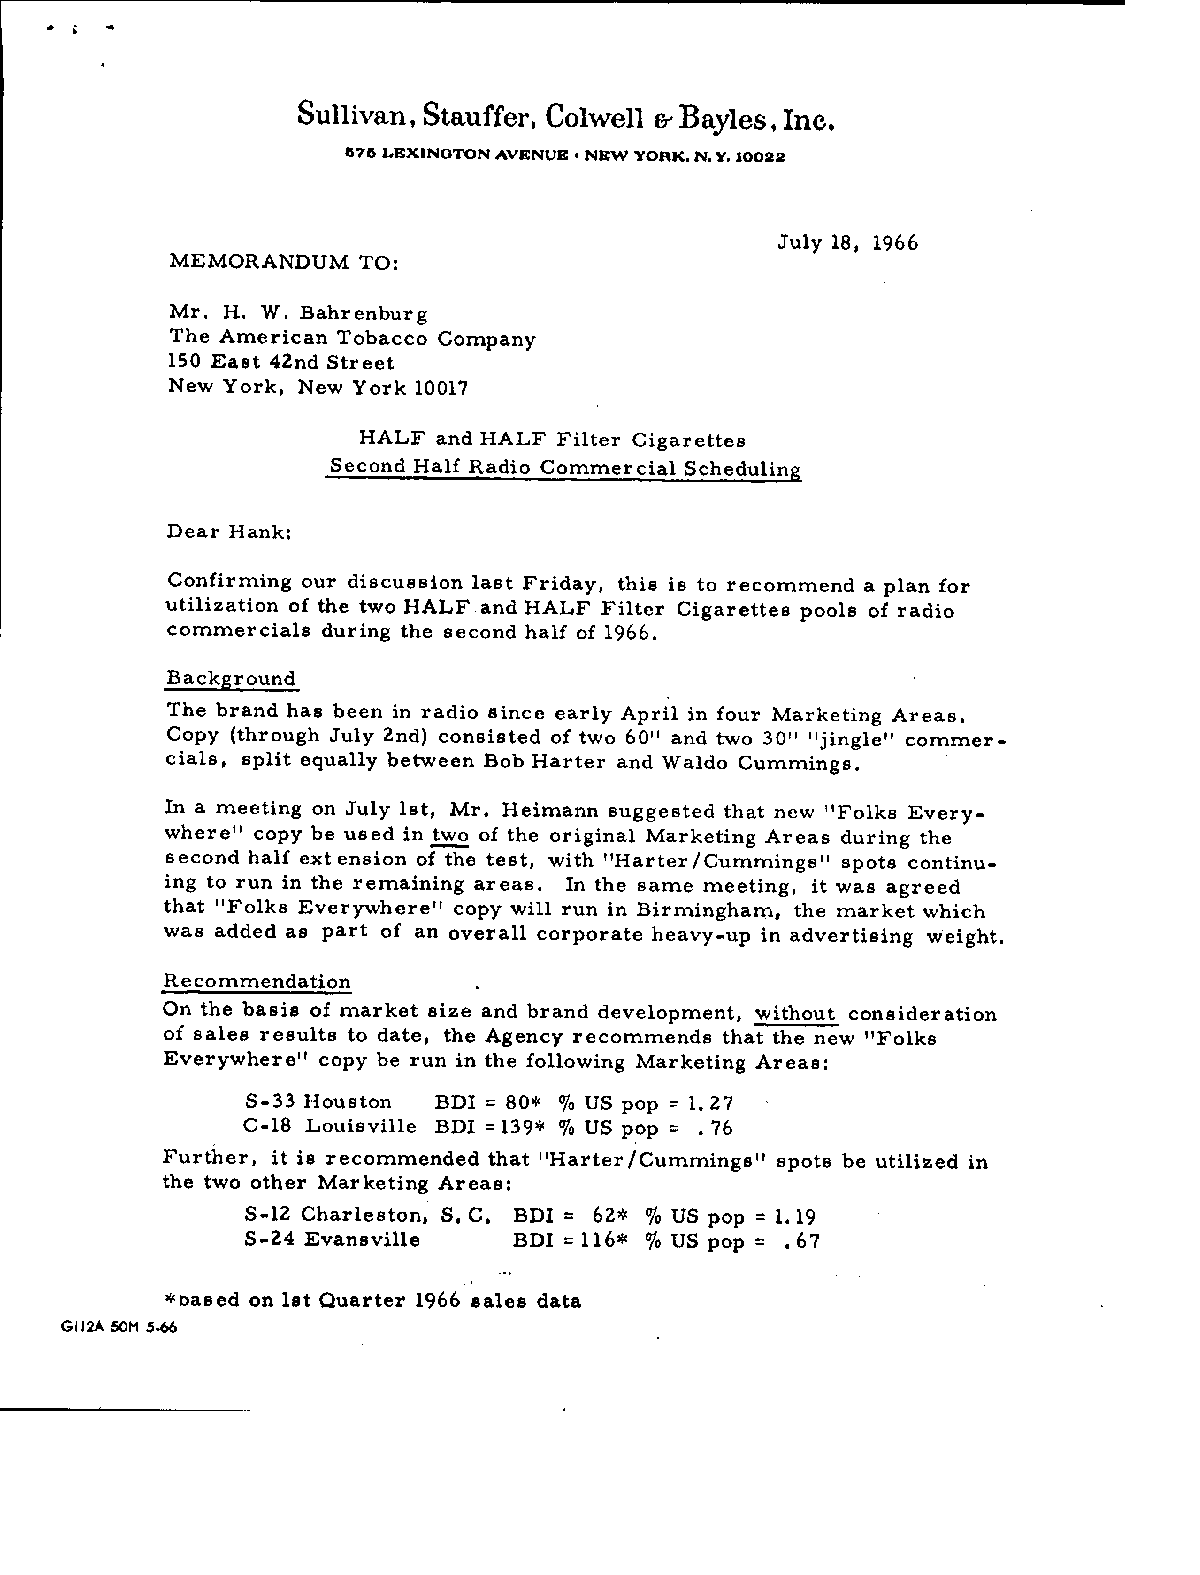 Sullivan, Stauffer, Colwell & Bayles, Inc.
575 LEXINGTON AVENUE · NEW YORK, N. Y. 10022
July 18, 1966
MEMORANDUM TO:
Mr. H. W. Bahrenburg
The American Tobacco Company
150 East 42nd Street
New York, New York 10017
HALF and HALF Filter Cigarettes
Second Half Radio Commercial Scheduling
Dear Hank:
Confirming our discussion last Friday, this is to recommend a plan for
utilization of the two HALF and HALF Filter Cigarettes pools of radio
commercials during the second half of 1966.
Background
The brand has been in radio since early April in four Marketing Areas.
Copy (through July 2nd) consisted of two 60" and two 30" "jingle" commer-
cials, split equally between Bob Harter and Waldo Cummings.
In a meeting on July 1st, Mr. Heimann suggested that new "Folks Every-
where" copy be used in two of the original Marketing Areas during the
second half extension of the test, with "Harter/Cummings" spots continu-
ing to run in the remaining areas. In the same meeting, it was agreed
that "Folks Everywhere" copy will run in Birmingham, the market which
was added as part of an overall corporate heavy-up in advertising weight.
Recommendation
On the basis of market size and brand development, without consideration
of sales results to date, the Agency recommends that the new "Folks
Everywhere" copy be run in the following Marketing Areas:
S-33 Houston BDI = 80* % US pop = 1.27
C-18 Louisville BDI = 139* % US pop = .76
Further, it is recommended that "Harter/Cummings" spots be utilized in
the two other Marketing Areas:
S-12 Charleston, S. C. BDI = 62* % US pop = 1.19
S-24 Evansville BDI = 116* % US pop = .67
*Based on 1st Quarter 1966 sales data
G112A 50M 5-66